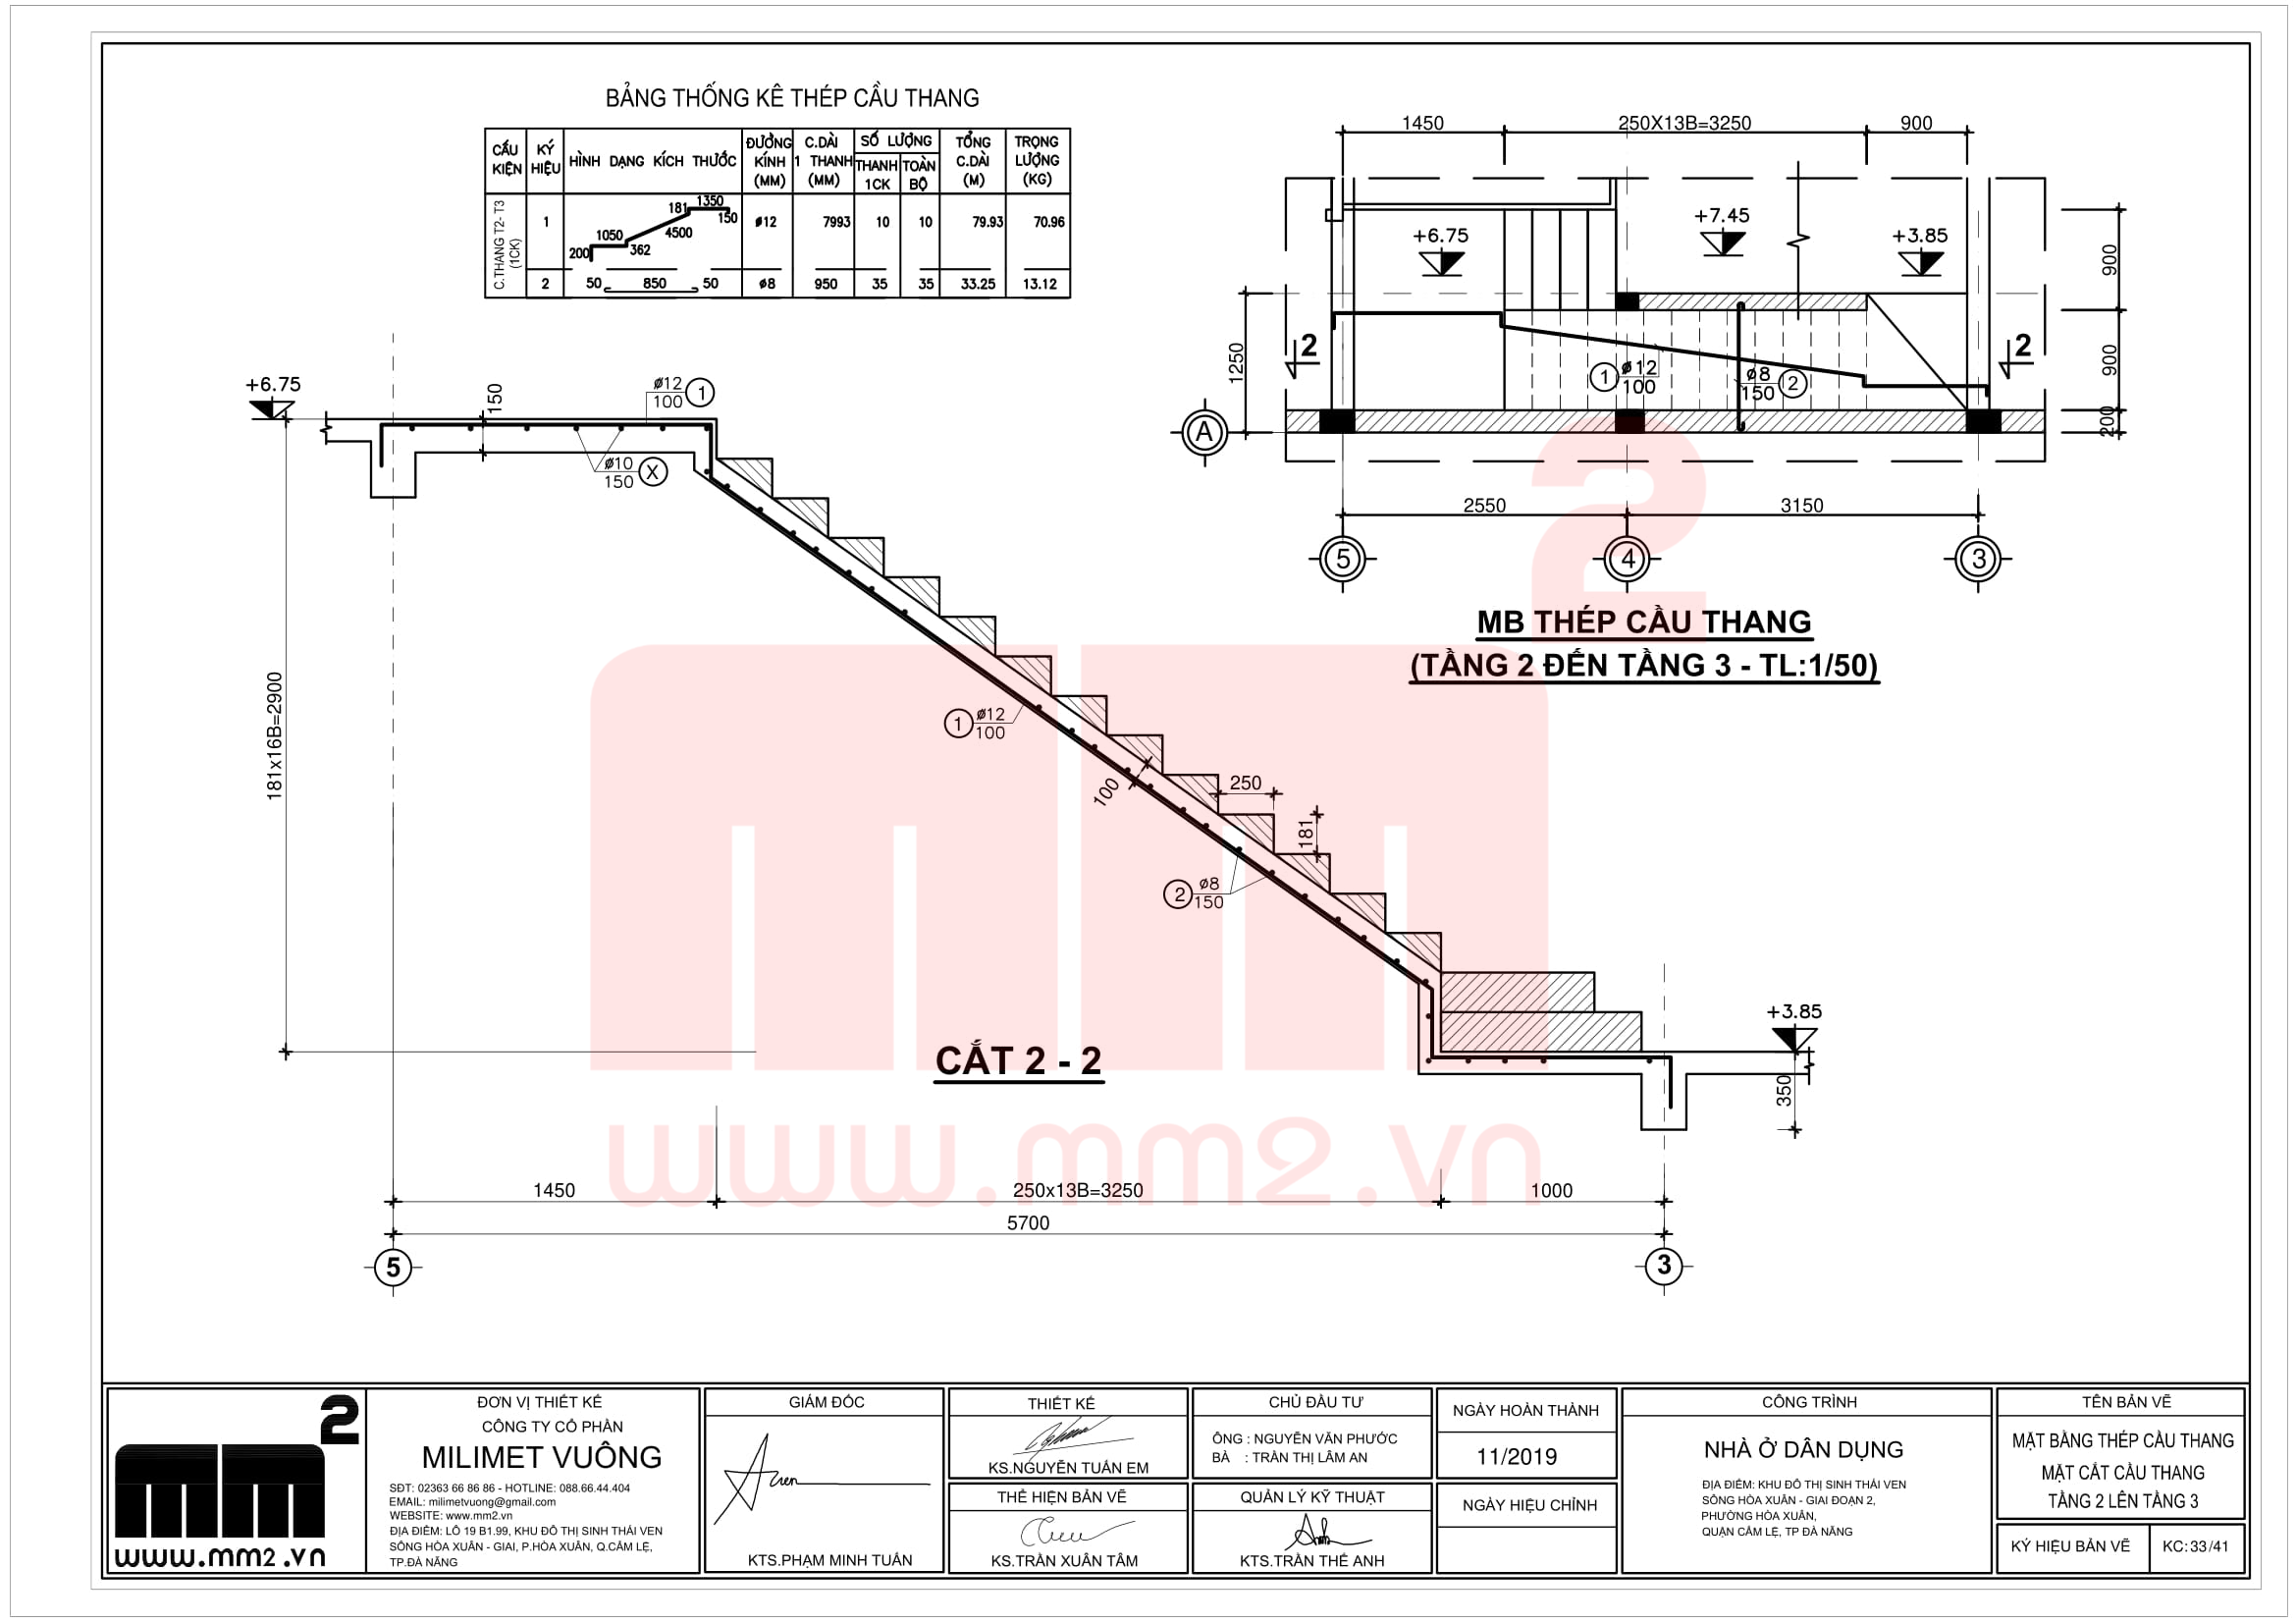 BẢNG THỐNG KÊ THÉP CẦU THANG
CẤU KIỆN
KÝ HIỆU
HÌNH DẠNG KÍCH THƯỚC
ĐƯỜNG KÍNH (MM)
C.DÀI 1 THANH (MM)
SỐ LƯỢNG
THANH 1CK
TOÀN BỘ
TỔNG C.DÀI (M)
TRỌNG LƯỢNG (KG)
C.THANG T2- T3 (1CK)
1
200
1050
362
4500
181
1350
150
ø12
7993
10
10
79.93
70.96
2
50
850
50
ø8
950
35
35
33.25
13.12
1450
250X13B=3250
900
+6.75
+7.45
+3.85
900
900
200
1250
2
2
1
ø12
100
ø8
150
2
A
2550
3150
5
4
3
MB THÉP CẦU THANG
(TẦNG 2 ĐẾN TẦNG 3 - TL:1/50)
+6.75
150
ø12
100
1
ø10
150
X
181x16B=2900
1
ø12
100
100
250
181
2
ø8
150
+3.85
350
CẮT 2 - 2
1450
250x13B=3250
1000
5700
5
3
mm2
www.mm2.vn
mm2
www.mm2.vn
ĐƠN VỊ THIẾT KẾ
CÔNG TY CỔ PHẦN
MILIMET VUÔNG
SĐT: 02363 66 86 86 - HOTLINE: 088.66.44.404
EMAIL: milimetvuong@gmail.com
WEBSITE: www.mm2.vn
ĐỊA ĐIỂM: LÔ 19 B1.99, KHU ĐÔ THỊ SINH THÁI VEN
SÔNG HÒA XUÂN - GIAI, P.HÒA XUÂN, Q.CẨM LỆ,
TP.ĐÀ NẴNG
GIÁM ĐỐC
KTS.PHẠM MINH TUẤN
THIẾT KẾ
KS.NGUYỄN TUẤN EM
THỂ HIỆN BẢN VẼ
KS.TRẦN XUÂN TÂM
CHỦ ĐẦU TƯ
ÔNG : NGUYỄN VĂN PHƯỚC
BÀ : TRẦN THỊ LÂM AN
QUẢN LÝ KỸ THUẬT
KTS.TRẦN THẾ ANH
NGÀY HOÀN THÀNH
11/2019
NGÀY HIỆU CHỈNH
CÔNG TRÌNH
NHÀ Ở DÂN DỤNG
ĐỊA ĐIỂM: KHU ĐÔ THỊ SINH THÁI VEN
SÔNG HÒA XUÂN - GIAI ĐOẠN 2,
PHƯỜNG HÒA XUÂN,
QUẬN CẨM LỆ, TP ĐÀ NẴNG
TÊN BẢN VẼ
MẶT BẰNG THÉP CẦU THANG
MẶT CẮT CẦU THANG
TẦNG 2 LÊN TẦNG 3
KÝ HIỆU BẢN VẼ
KC: 33/41